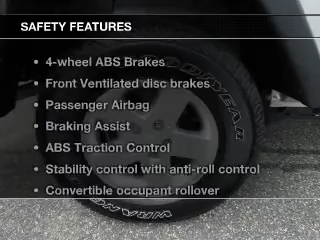 SAFETY FEATURES
• 4-wheel ABS Brakes
• Front Ventilated disc brakes
• Passenger Airbag
• Braking Assist
• ABS Traction Control
• Stability control with anti-roll control
• Convertible occupant rollover
GOODYEAR